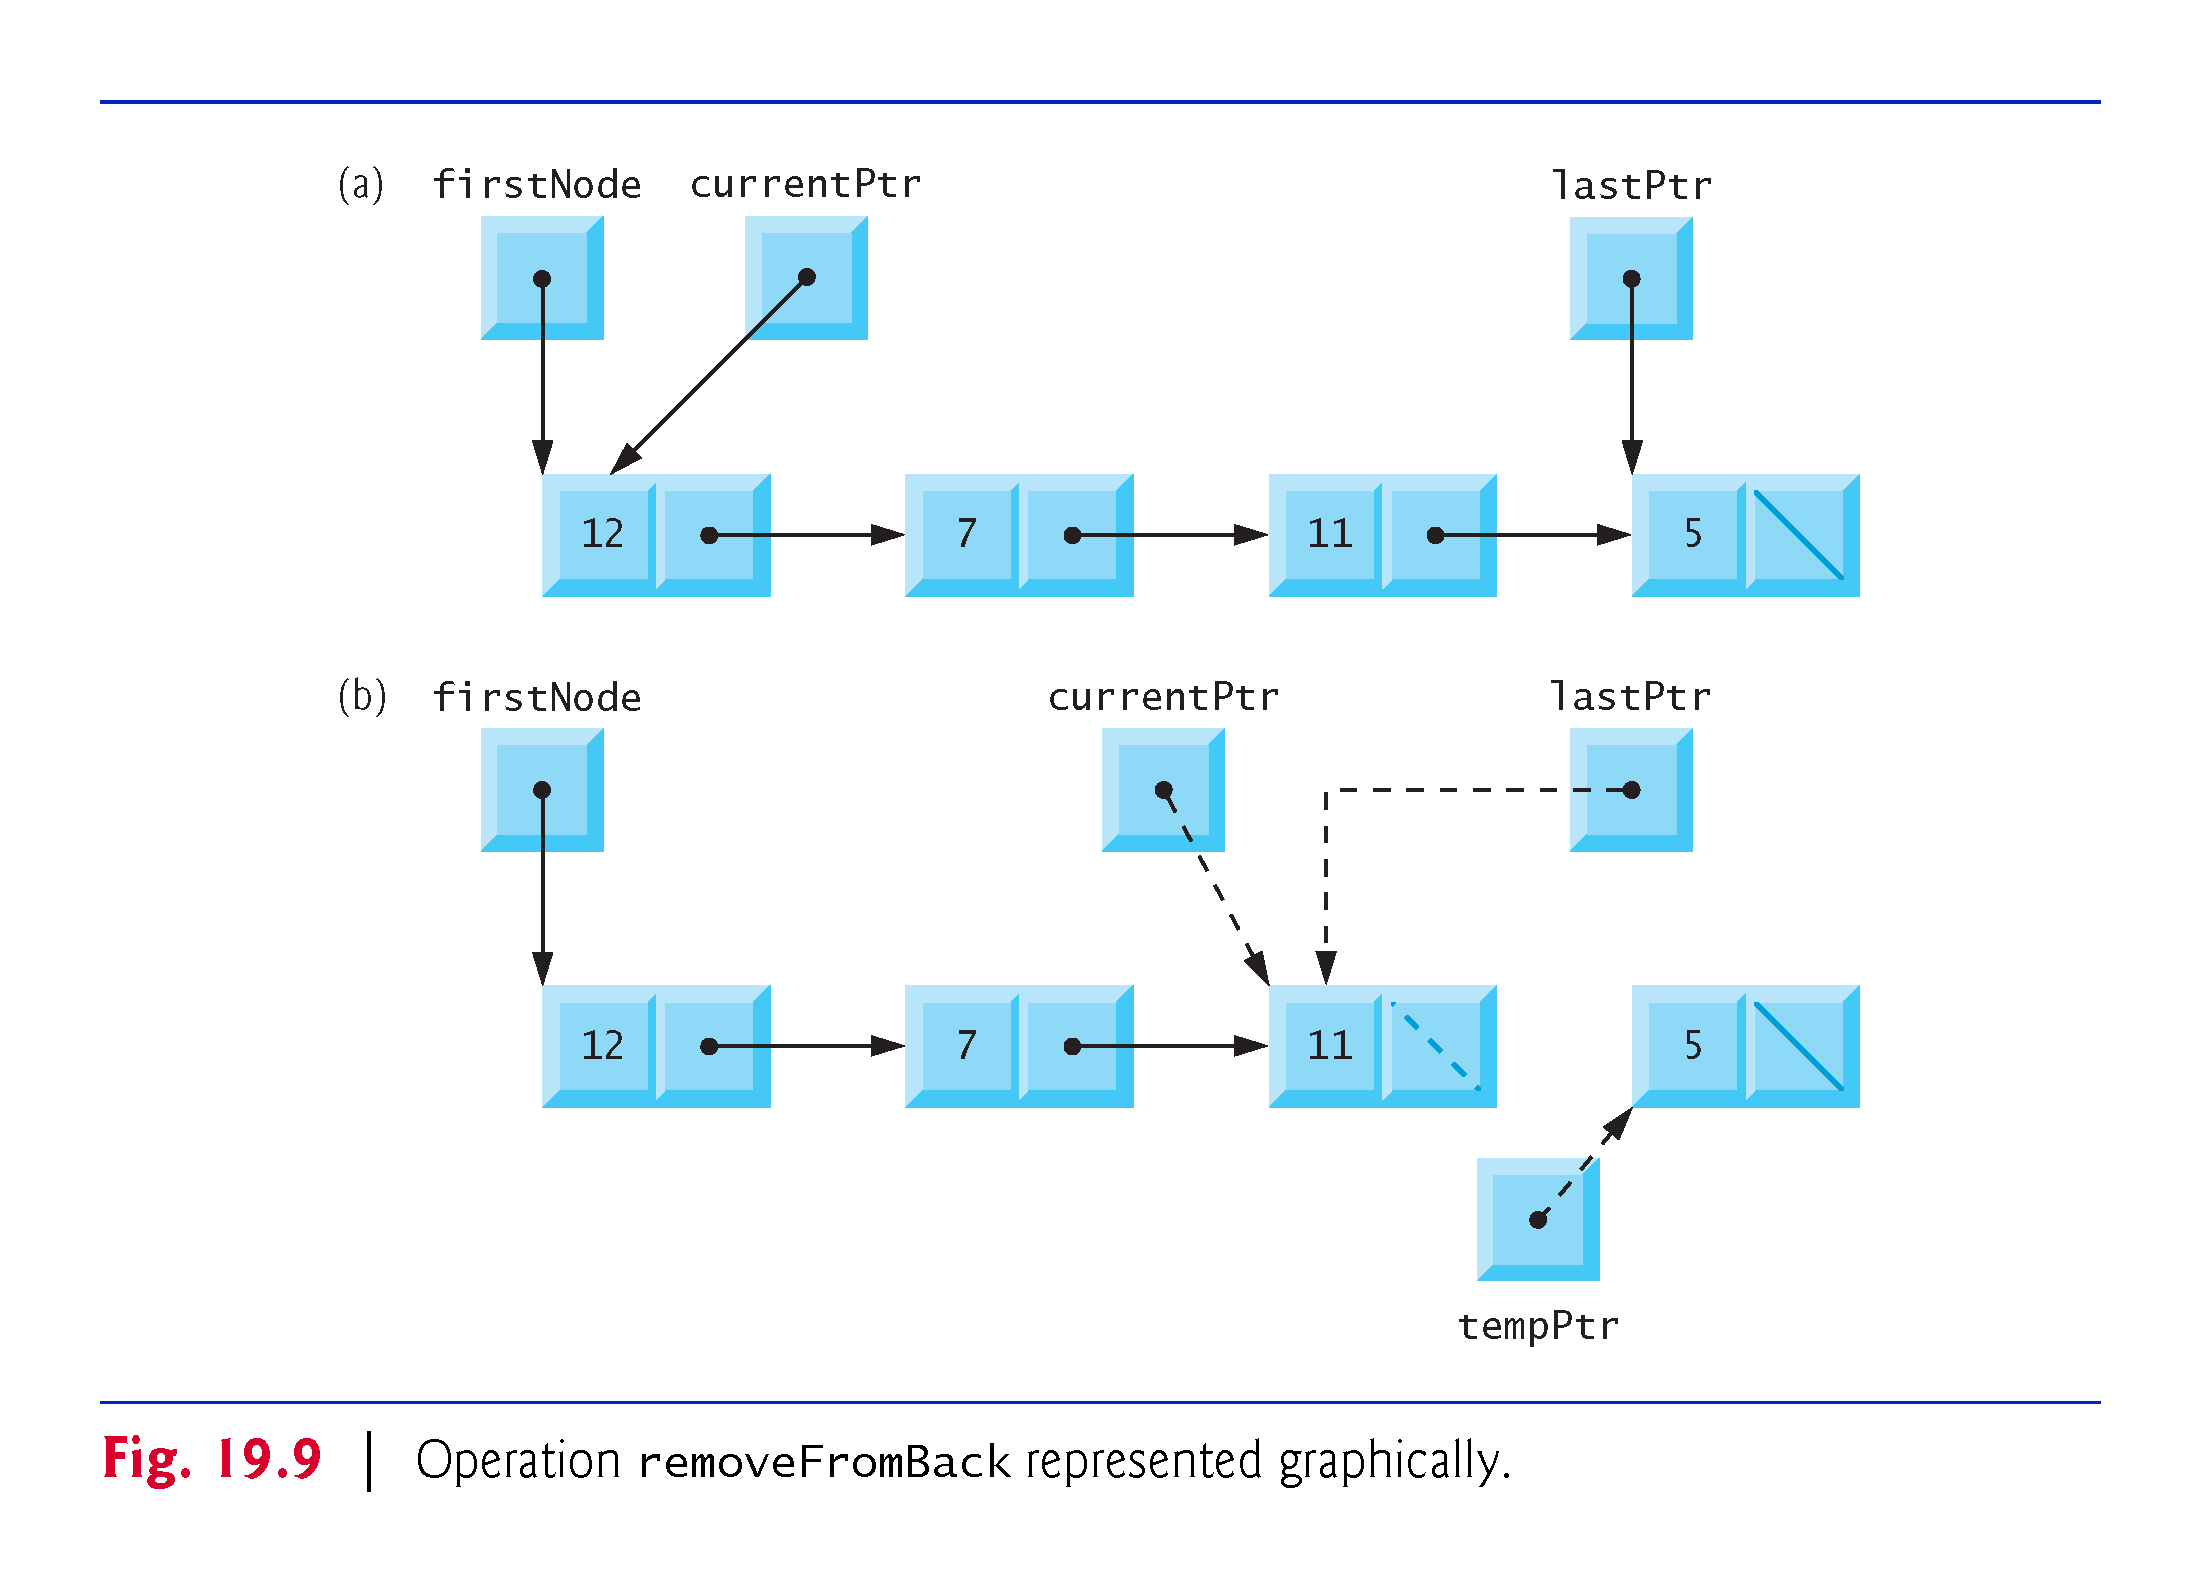 (a) firstNode currentPtr lastPtr
12 7 11 5
(b) firstNode currentPtr lastPtr
12 7 11 5
tempPtr
Fig. 19.9 | Operation removeFromBack represented graphically.